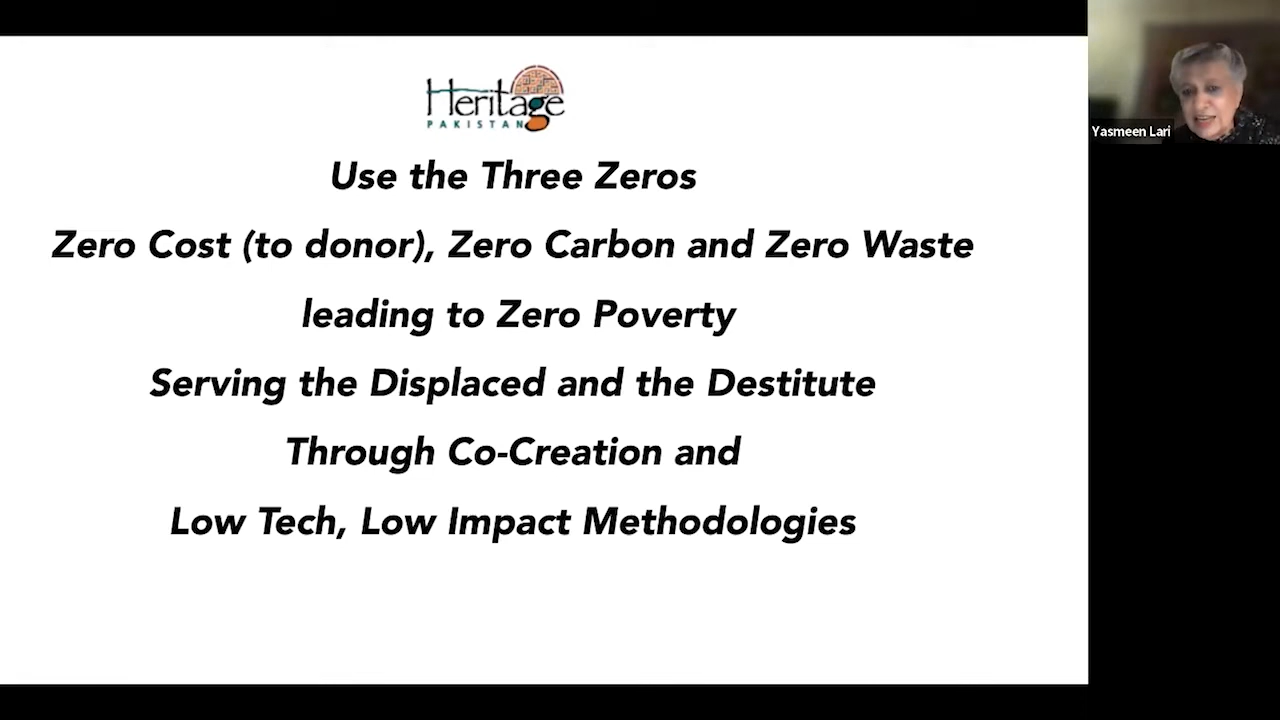 Heritage
PAKISTAN
Use the Three Zeros
Zero Cost (to donor), Zero Carbon and Zero Waste
leading to Zero Poverty
Serving the Displaced and the Destitute
Through Co-Creation and
Low Tech, Low Impact Methodologies
Yasmeen Lari